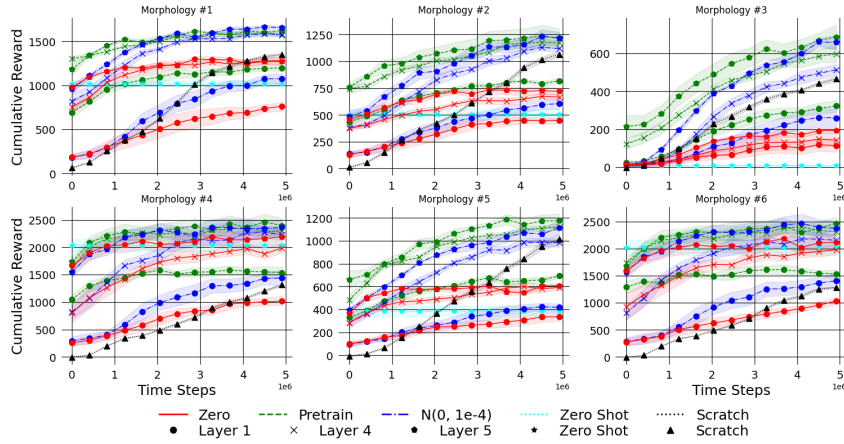 Morphology #1 Morphology #2 Morphology #3
Cumulative Reward
1500
1000
500
0
0 1 2 3 4 5
1e6
1250
1000
750
500
250
0
0 1 2 3 4 5
1e6
600
400
200
0
0 1 2 3 4 5
1e6
Morphology #4 Morphology #5 Morphology #6
Cumulative Reward
2500
2000
1500
1000
500
0
0 1 2 3 4 5
1e6
Time Steps
1200
1000
800
600
400
200
0
0 1 2 3 4 5
1e6
2500
2000
1500
1000
500
0
0 1 2 3 4 5
1e6
Time Steps
Zero Pretrain N(0, 1e-4) Zero Shot Scratch
Layer 1 Layer 4 Layer 5 Zero Shot Scratch